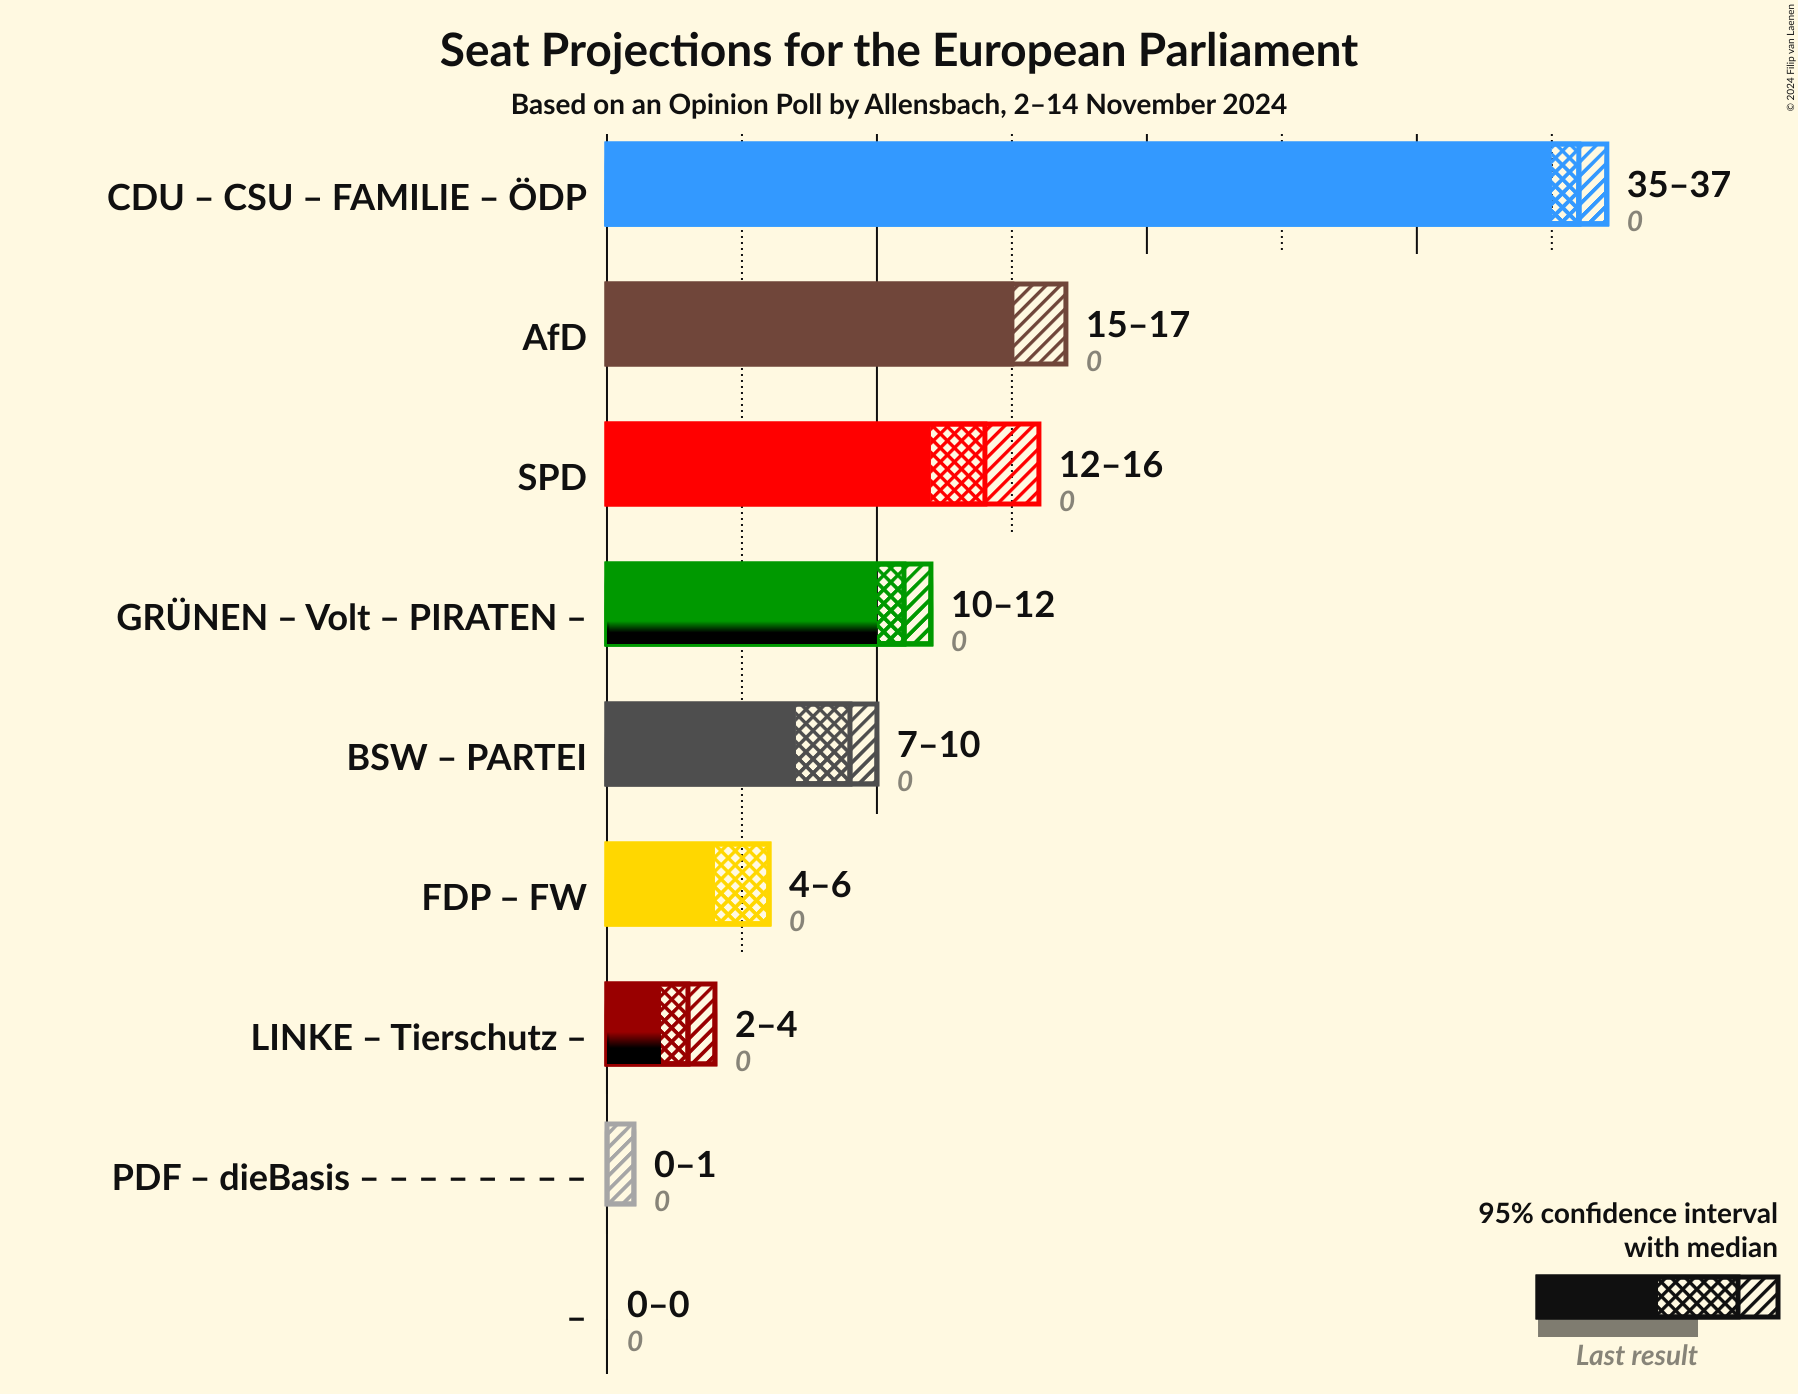 Seat Projections for the European Parliament
Based on an Opinion Poll by Allensbach, 2–14 November 2024
© 2024 Filip van Laenen
CDU – CSU – FAMILIE – ÖDP
35–37
0
AfD
15–17
0
SPD
12–16
0
GRÜNEN – Volt – PIRATEN –
10–12
0
BSW – PARTEI
7–10
0
FDP – FW
4–6
0
LINKE – Tierschutz –
2–4
0
PDF – dieBasis – – – – – – – –
0–1
0
–
0–0
0
95% confidence interval
with median
Last result